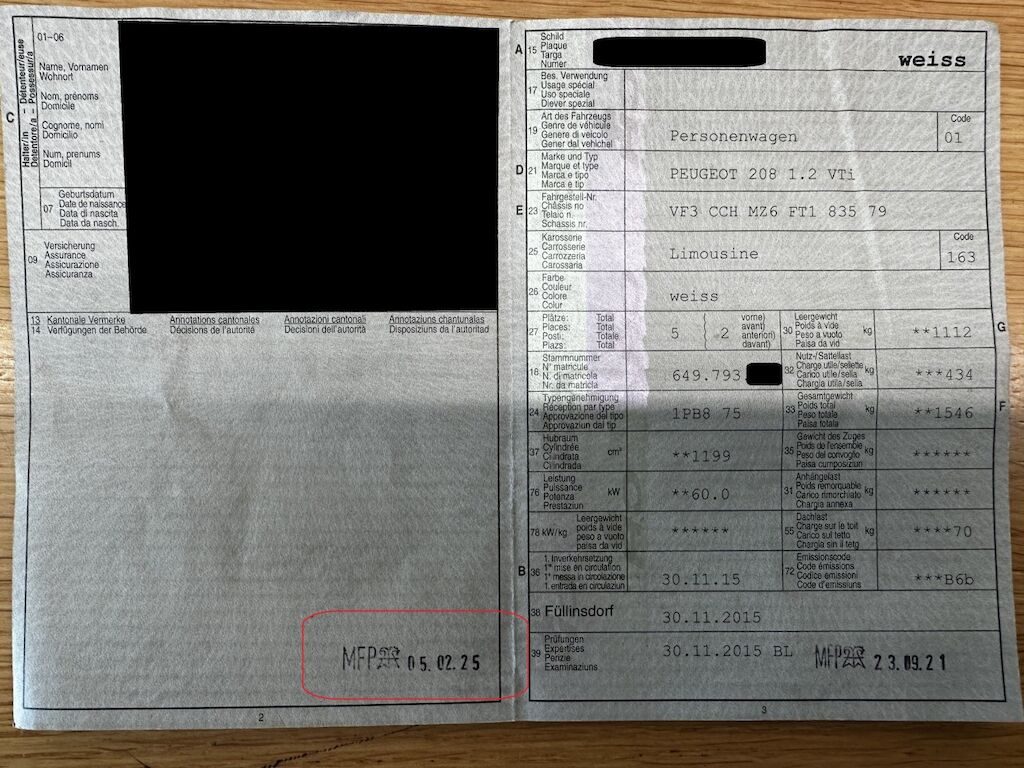 01-06
C
Halter/in - Détenteur/euse
Detentore/a - Possessur/a
Name, Vornamen
Wohnort
Nom, prénoms
Domicile
Cognome, nomi
Domicilio
Num, prenums
Domicil
07
Geburtsdatum
Date de naissance
Data di nascita
Data da nasch.
09
Versicherung
Assurance
Assicurazione
Assicuranza
13 Kantonale Vermerke Annotations cantonales Annotazioni cantonali Annotaziuns chantunalas
14 Verfügungen der Behörde Décisions de l'autorité Decisioni dell'autorità Disposiziuns da l'autoritad
MFP 05.02.25
2
A 15
Schild
Plaque
Targa
Numer
weiss
17
Bes. Verwendung
Usage spécial
Uso speciale
Diever spezial
19
Art des Fahrzeugs
Genre de véhicule
Genere di veicolo
Gener dal vehichel
Personenwagen
Code
01
D 21
Marke und Typ
Marque et type
Marca e tipo
Marca e tip
PEUGEOT 208 1.2 VTi
E 23
Fahrgestell-Nr.
Châssis no
Telaio n.
Schassis nr.
VF3 CCH MZ6 FT1 835 79
25
Karosserie
Carrosserie
Carrozzeria
Carossaria
Limousine
Code
163
26
Farbe
Couleur
Colore
Colur
weiss
27
Plätze: Total
Places: Total
Posti: Totale
Plazs: Total
5 ( .2
vorne)
avant)
anteriori)
davant)
30
Leergewicht
Poids à vide
Peso a vuoto
Paisa da vid
kg
**1112
G
18
Stammnummer
N° matricule
N. di matricola
Nr. da matricla
649.793
32
Nutz-/Sattellast
Charge utile/sellette
Carico utile/sella
Chargia utila/sella
kg
***434
24
Typengenehmigung
Réception par type
Approvazione del tipo
Approvaziun dal tip
1PB8 75
33
Gesamtgewicht
Poids total
Peso totale
Paisa totala
kg
**1546
F
37
Hubraum
Cylindrée
Cilindrata
Cilindrada
cm³
**1199
35
Gewicht des Zuges
Poids de l'ensemble
Peso del convoglio
Paisa cumposiziun
kg
******
76
Leistung
Puissance
Potenza
Prestaziun
kW
**60.0
31
Anhängelast
Poids remorquable
Carico rimorchiato
Chargia annexa
kg
******
78 kW/kg
Leergewicht
poids à vide
peso a vuoto
paisa da vid
******
55
Dachlast
Charge sur le toit
Carico sul tetto
Chargia sin il tetg
kg
****70
B 36
1. Inverkehrsetzung
1re mise en circulation
1a messa in circolazione
1. entrada en circulaziun
30.11.15
72
Emissionscode
Code émissions
Codice emissioni
Code d'emissiuns
***B6b
38 Füllinsdorf
30.11.2015
39
Prüfungen
Expertises
Perizie
Examinaziuns
30.11.2015 BL MFP 23.09.21
3